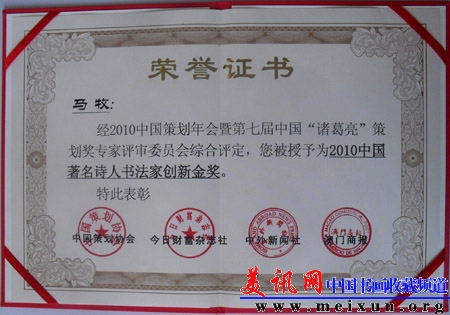 荣誉证书
马牧：
经2010中国策划年会暨第七届中国“诸葛亮”策
划奖专家评审委员会综合评定，您被授予为2010中国
著名诗人书法家创新金奖。
特此表彰
中国策划协会 今日财富杂志社 中外新闻社 澳门商报
美讯网 中国书画收藏频道
www.meixun.org